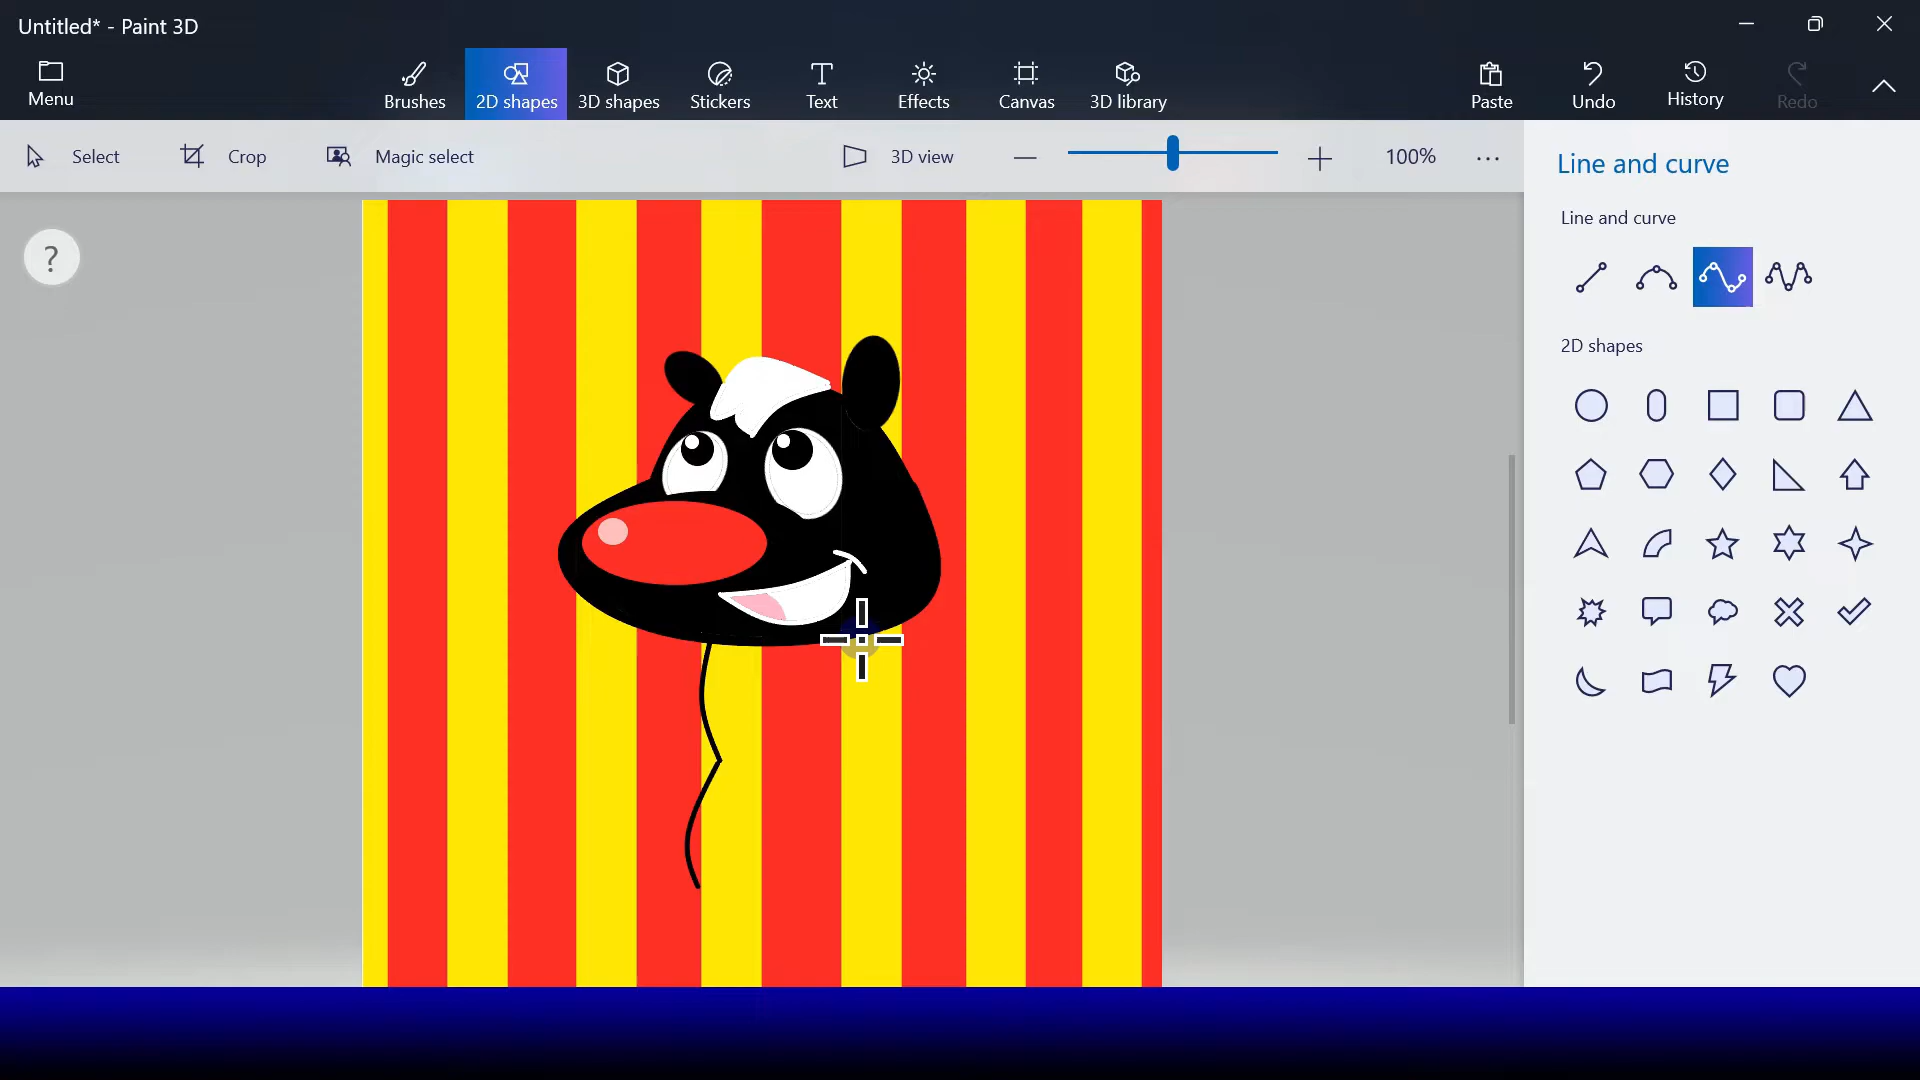 Untitled* - Paint 3D
Menu
Brushes
2D shapes
3D shapes
Stickers
Text
Effects
Canvas
3D library
Paste
Undo
History
Redo
Select
Crop
Magic select
3D view
100%
?
Line and curve
Line and curve
2D shapes